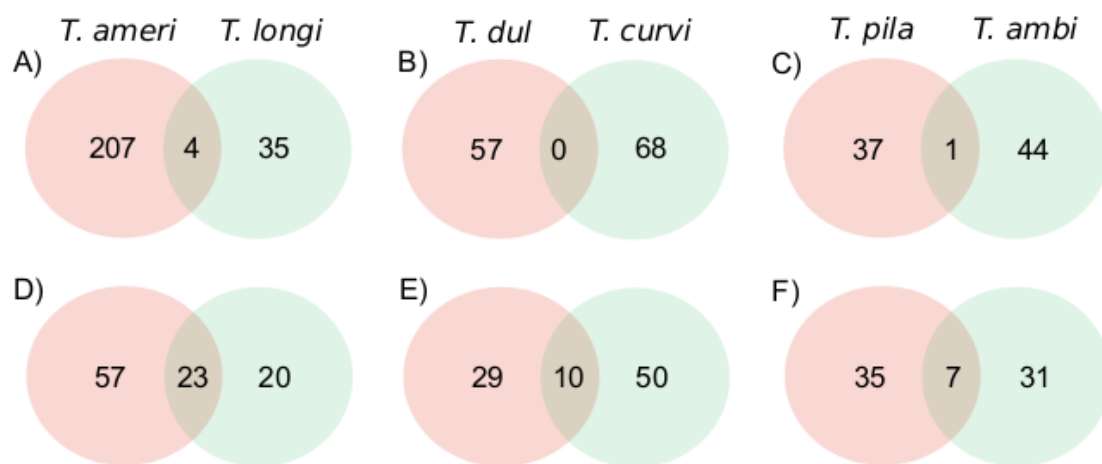 T. ameri T. longi T. dul T. curvi T. pila T. ambi
A) B) C)
207 4 35 57 0 68 37 1 44
D) E) F)
57 23 20 29 10 50 35 7 31